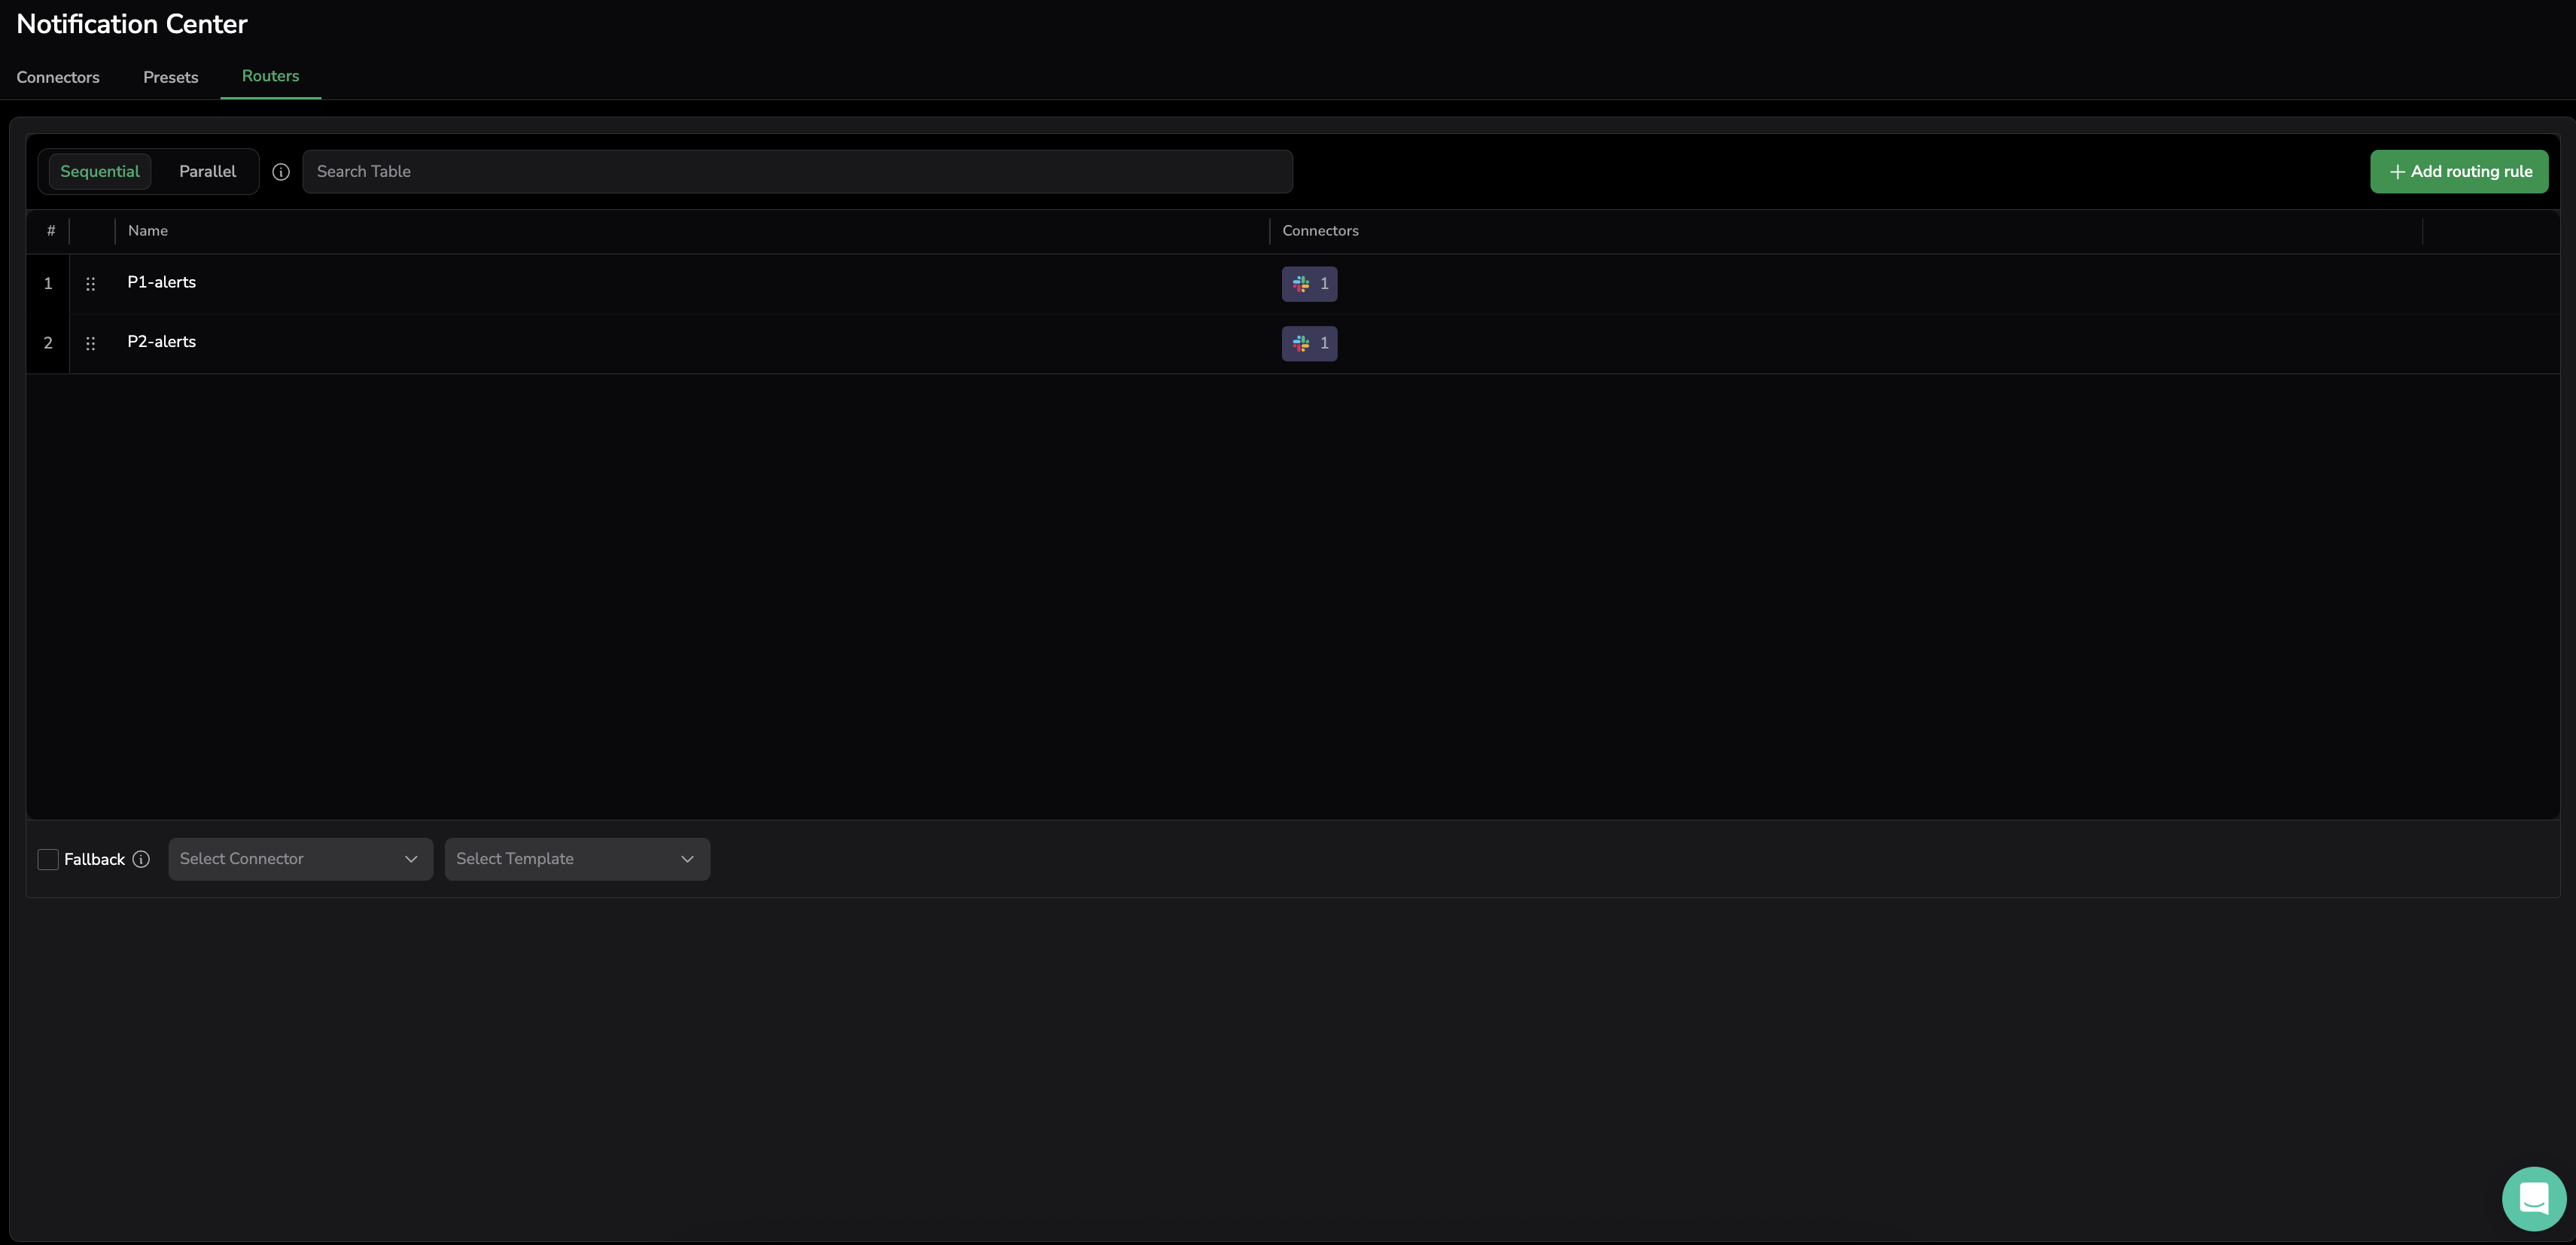 Notification Center
Connectors Presets Routers
Sequential Parallel Search Table + Add routing rule
# Name Connectors
1 P1-alerts 1
2 P2-alerts 1
Fallback Select Connector Select Template